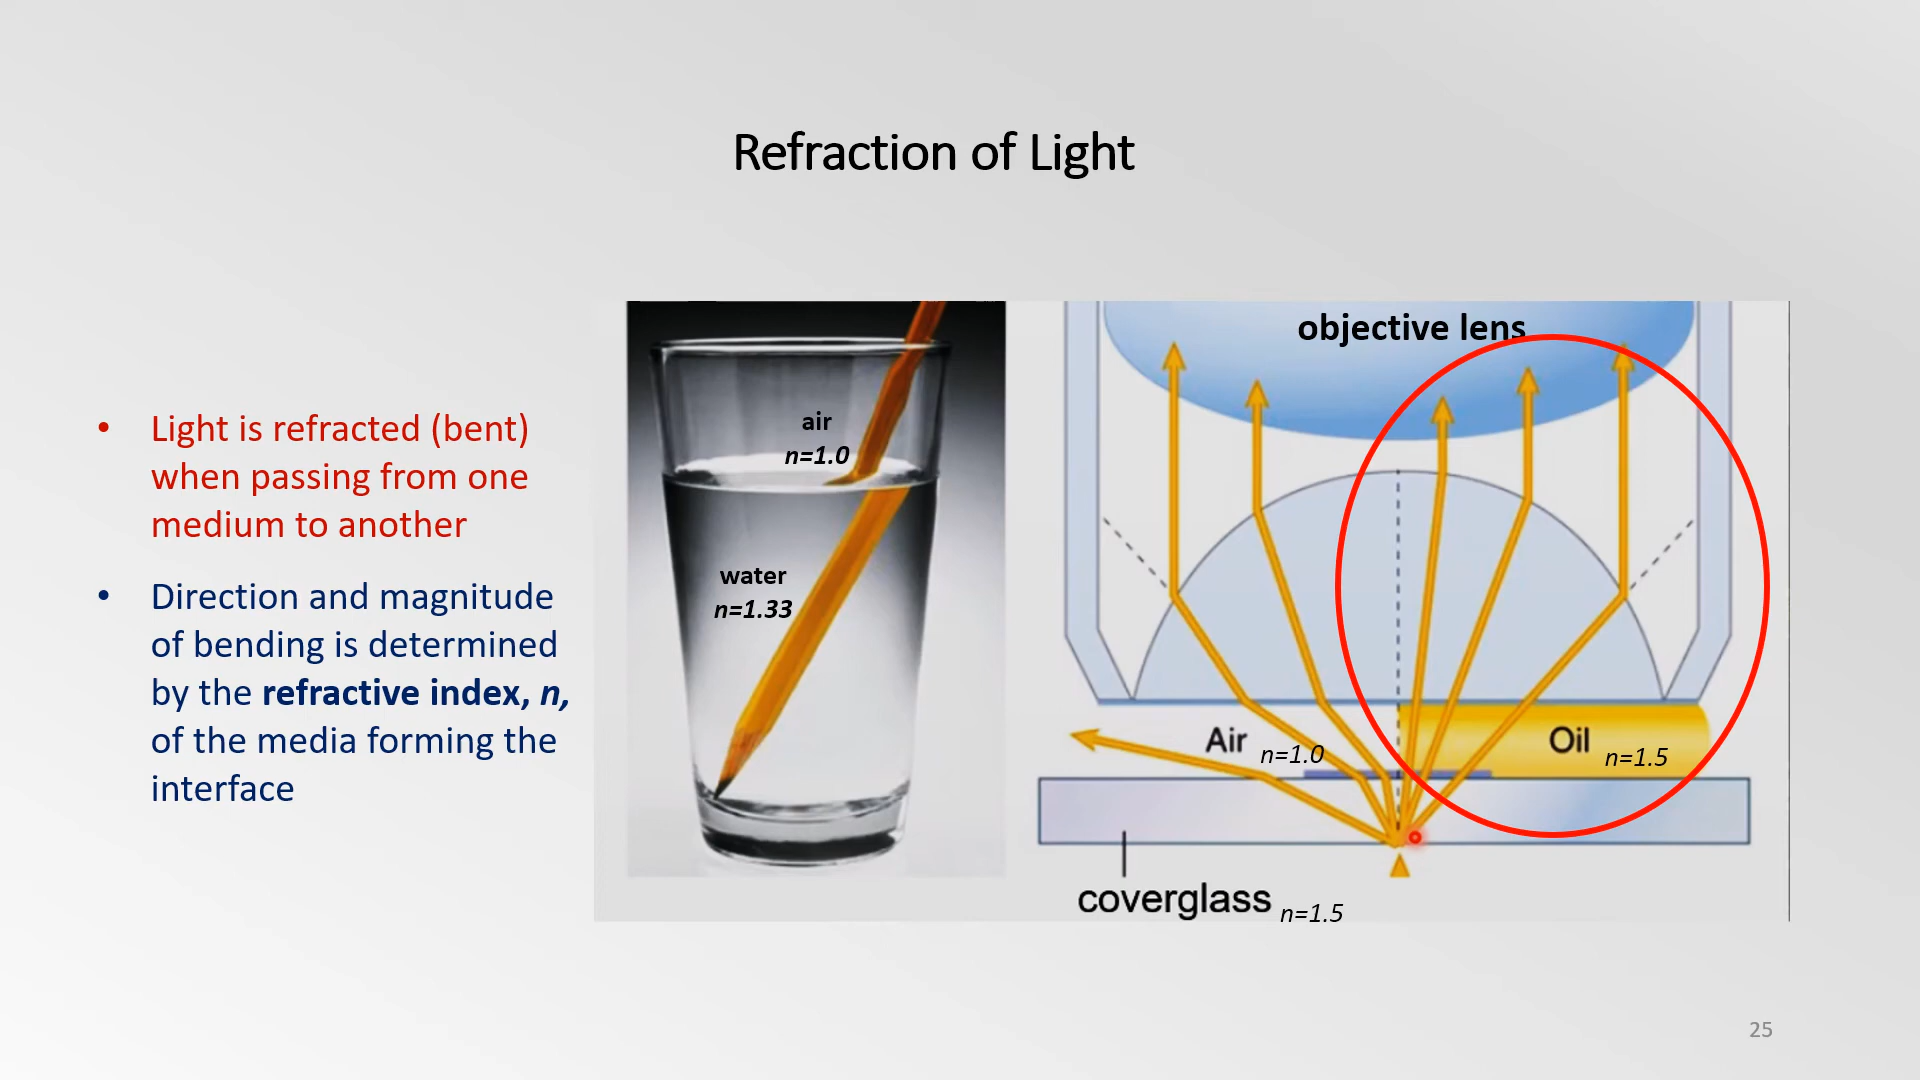 Refraction of Light
• Light is refracted (bent)
when passing from one
medium to another
• Direction and magnitude
of bending is determined
by the refractive index, n,
of the media forming the
interface
air
n=1.0
water
n=1.33
objective lens
Air n=1.0
Oil n=1.5
coverglass n=1.5
25